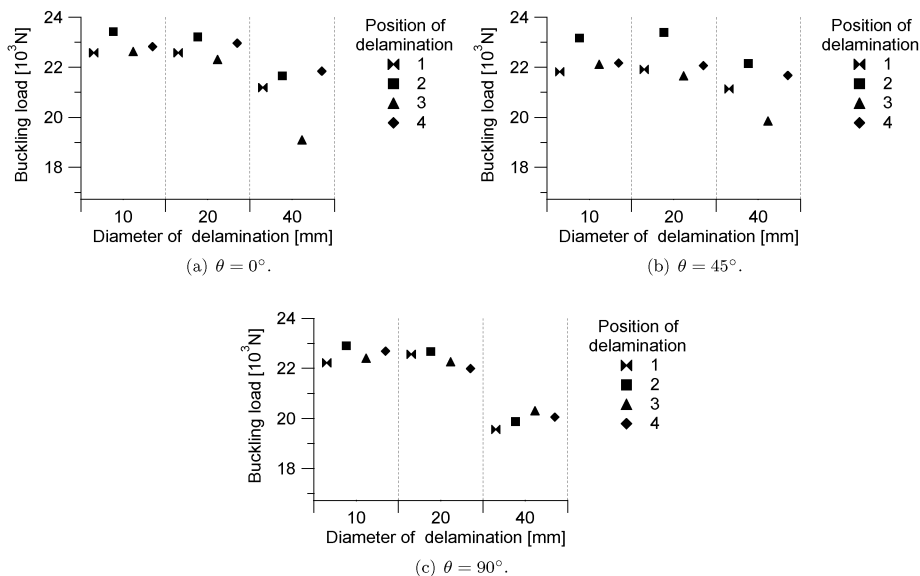 24
22
20
18
Buckling load [10³N]
10 20 40
Diameter of delamination [mm]
Position of
delamination
1
2
3
4
(a) θ = 0°.
24
22
20
18
Buckling load [10³N]
10 20 40
Diameter of delamination [mm]
Position of
delamination
1
2
3
4
(b) θ = 45°.
24
22
20
18
Buckling load [10³N]
10 20 40
Diameter of delamination [mm]
Position of
delamination
1
2
3
4
(c) θ = 90°.